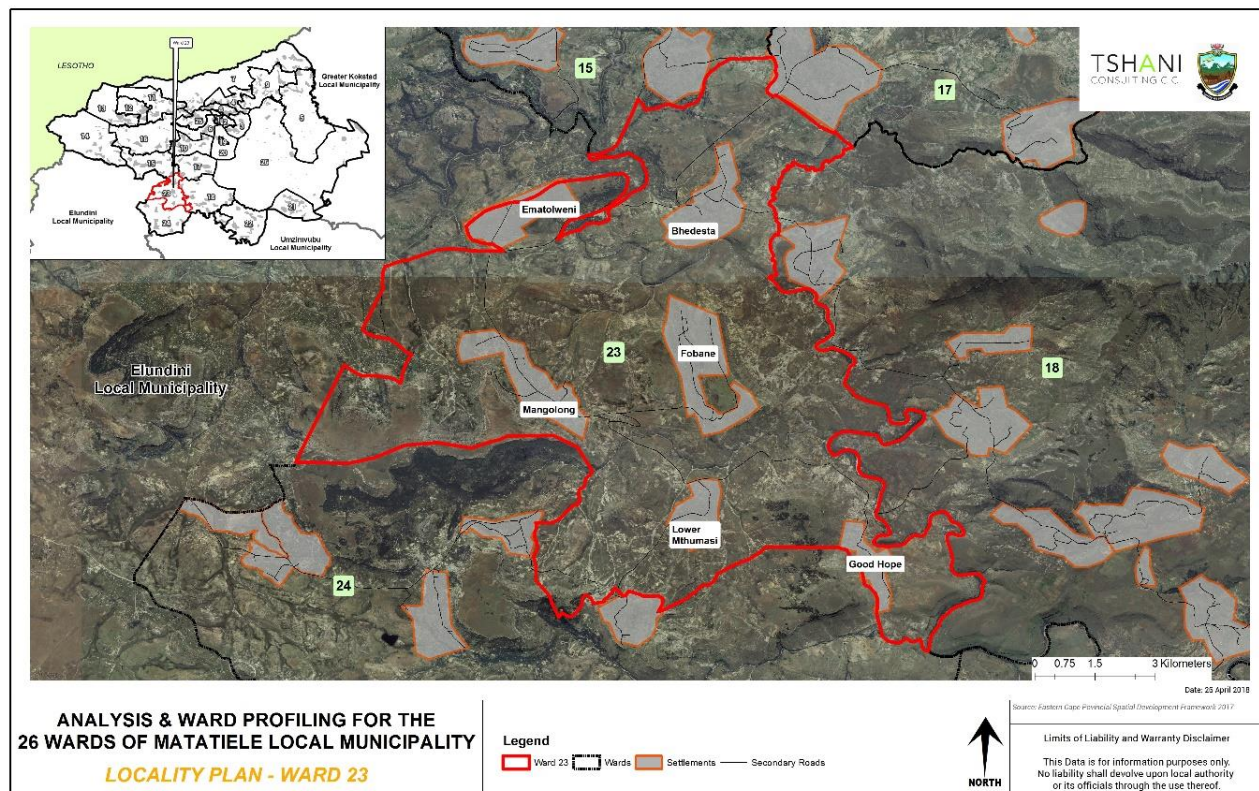 LESOTHO
Ward 23
Greater Kokstad
Local Municipality
Elundini
Local Municipality
Umzimvubu
Local Municipality
15
17
TSHANI
CONSULTING C.C.
Ematolweni
Bhedesta
23
Fobane
18
Elundini
Local Municipality
Mangolong
Lower
Mthumasi
Good Hope
24
0 0.75 1.5 3 Kilometers
Date: 25 April 2018
ANALYSIS & WARD PROFILING FOR THE
26 WARDS OF MATATIELE LOCAL MUNICIPALITY
LOCALITY PLAN - WARD 23
Legend
Ward 23 Wards Settlements Secondary Roads
NORTH
Source: Eastern Cape Provincial Spatial Development Framework 2017
Limits of Liability and Warranty Disclaimer
This Data is for information purposes only.
No liability shall devolve upon local authority
or its officials through the use thereof.